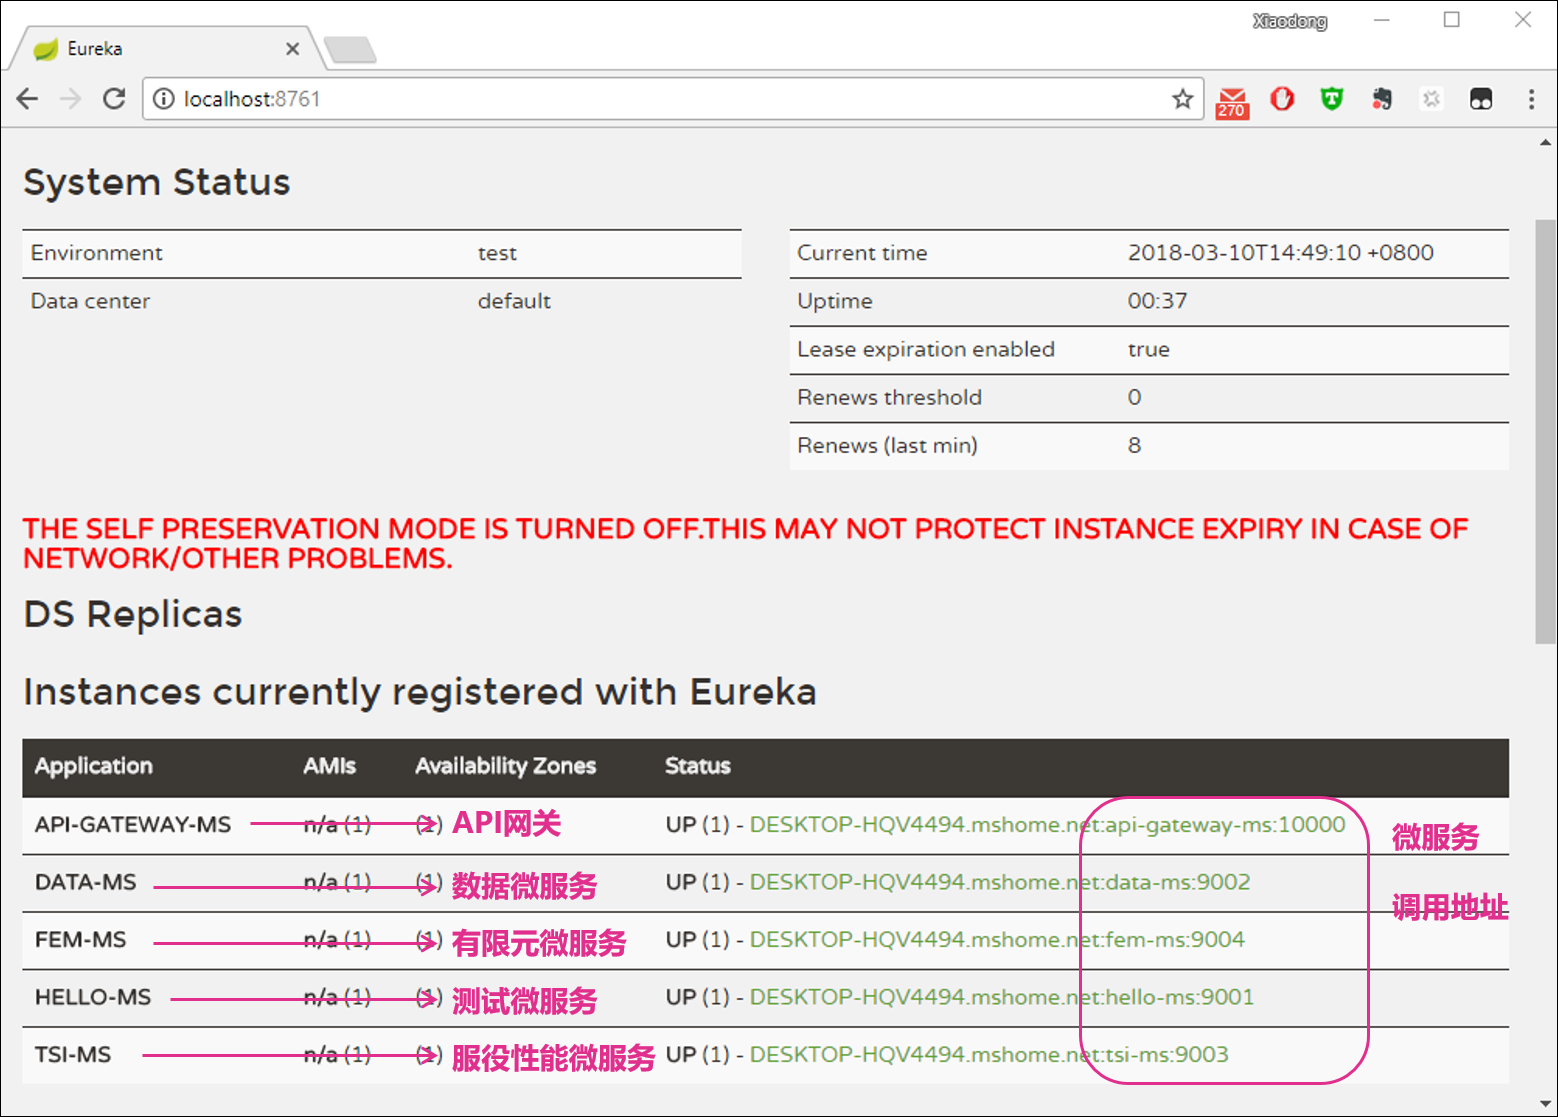 Xiaodong
Eureka
localhost:8761
270
System Status
Environment test
Data center default
Current time 2018-03-10T14:49:10 +0800
Uptime 00:37
Lease expiration enabled true
Renews threshold 0
Renews (last min) 8
THE SELF PRESERVATION MODE IS TURNED OFF.THIS MAY NOT PROTECT INSTANCE EXPIRY IN CASE OF
NETWORK/OTHER PROBLEMS.
DS Replicas
Instances currently registered with Eureka
Application AMIs Availability Zones Status
API-GATEWAY-MS n/a (1) (1) API网关 UP (1) - DESKTOP-HQV4494.mshome.net:api-gateway-ms:10000
微服务
DATA-MS n/a (1) (1) 数据微服务 UP (1) - DESKTOP-HQV4494.mshome.net:data-ms:9002
调用地址
FEM-MS n/a (1) (1) 有限元微服务 UP (1) - DESKTOP-HQV4494.mshome.net:fem-ms:9004
HELLO-MS n/a (1) (1) 测试微服务 UP (1) - DESKTOP-HQV4494.mshome.net:hello-ms:9001
TSI-MS n/a (1) (1) 服役性能微服务 UP (1) - DESKTOP-HQV4494.mshome.net:tsi-ms:9003